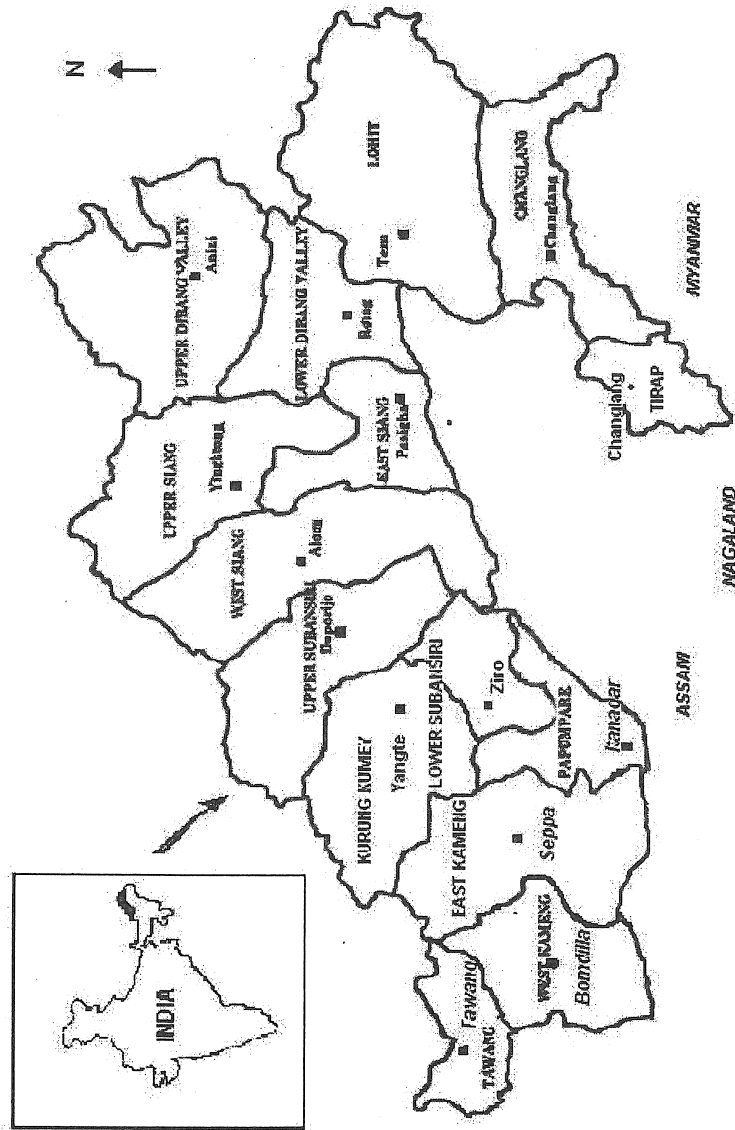 N
INDIA
UPPER DIBANG VALLEY
Anini
LOWER DIBANG VALLEY
Roing
LOHIT
Tezu
CHANGLANG
Changlang
UPPER SIANG
EAST SIANG
Pasighat
WEST SIANG
Along
UPPER SUBANSIRI
Daporijo
KURUNG KUMEY
Yangte
LOWER SUBANSIRI
Ziro
PAPUMPARE
Itanagar
EAST KAMENG
Seppa
WEST KAMENG
Bomdilla
Tawang
TAWANG
Changlang
TIRAP
MYANMAR
NAGALAND
ASSAM